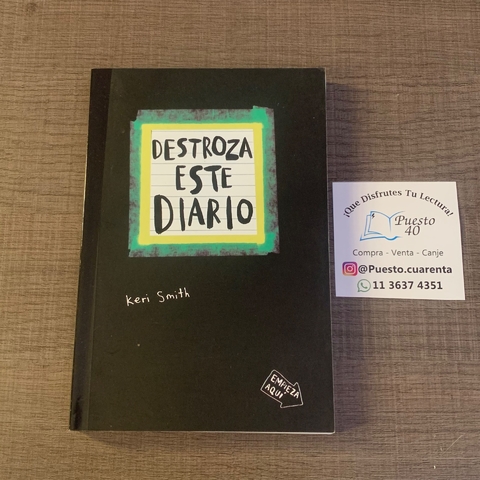 DESTROZA
ESTE
DIARIO
Keri Smith
EMPIEZA
AQUÍ
¡Que Disfrutes Tu Lectura!
Puesto
40
Compra - Venta - Canje
@Puesto.cuarenta
11 3637 4351